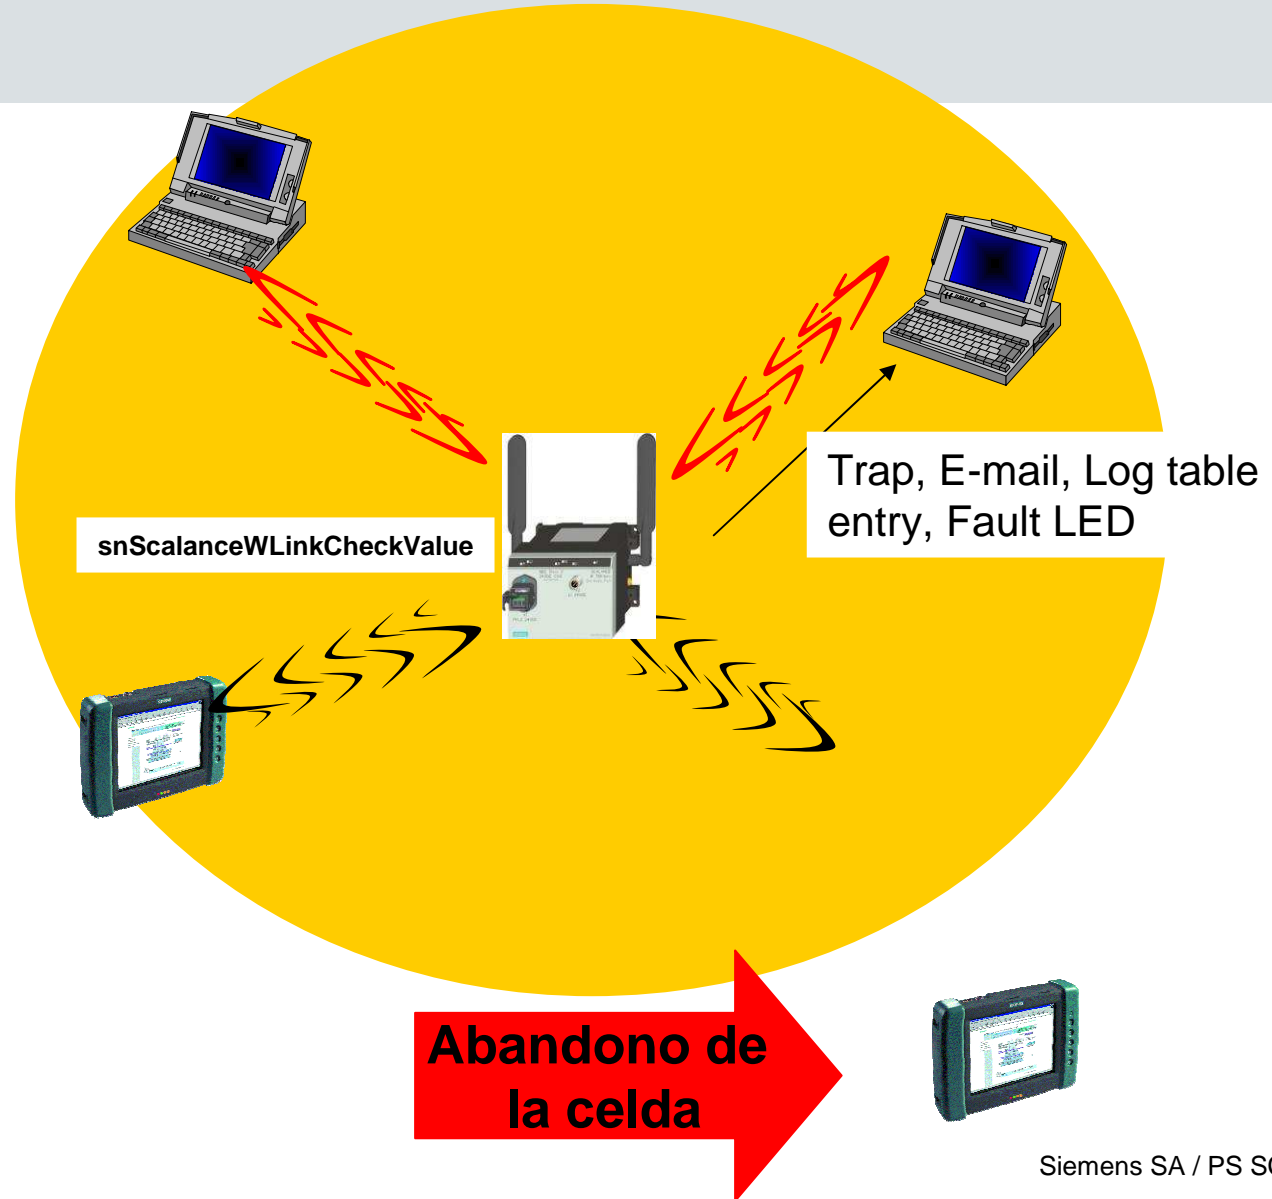 Trap, E-mail, Log table
entry, Fault LED
snScalanceWLinkCheckValue
Abandono de
la celda
Siemens SA / PS